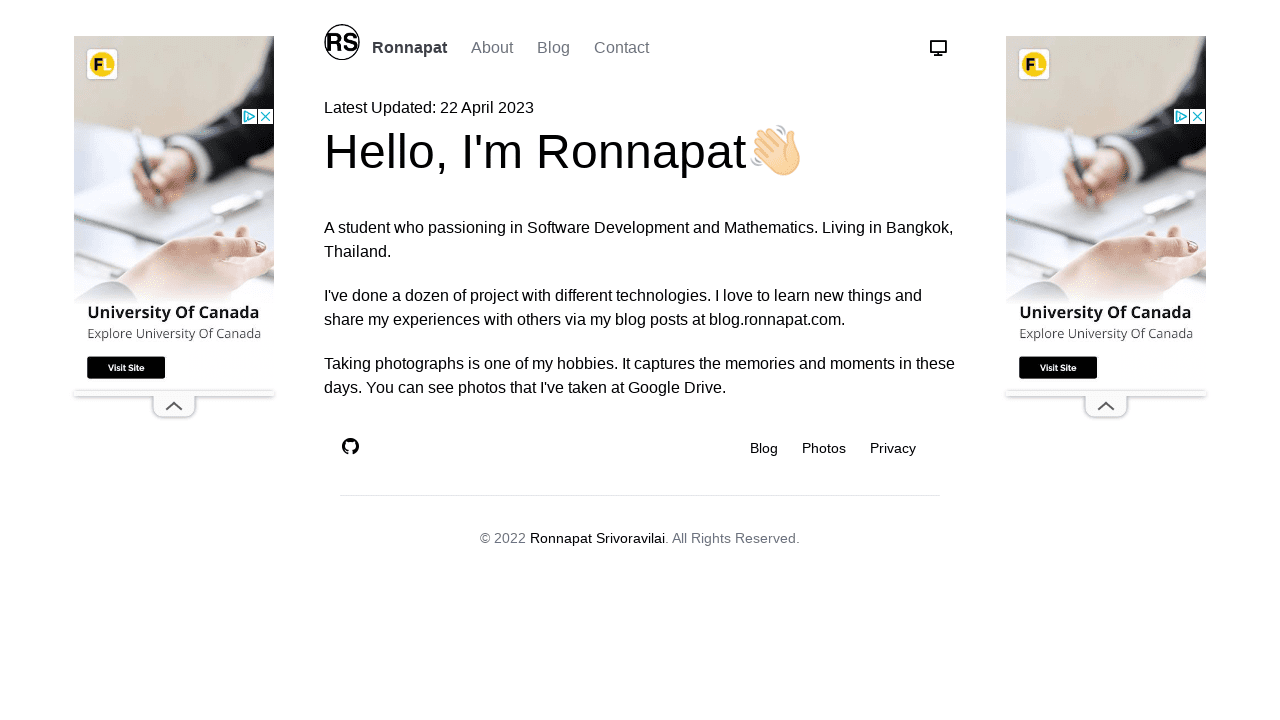 RS Ronnapat About Blog Contact
Latest Updated: 22 April 2023
Hello, I'm Ronnapat👋🏻
A student who passioning in Software Development and Mathematics. Living in Bangkok,
Thailand.
I've done a dozen of project with different technologies. I love to learn new things and
share my experiences with others via my blog posts at blog.ronnapat.com.
Taking photographs is one of my hobbies. It captures the memories and moments in these
days. You can see photos that I've taken at Google Drive.
Blog Photos Privacy
© 2022 Ronnapat Srivoravilai. All Rights Reserved.
FL
University Of Canada
Explore University Of Canada
Visit Site
FL
University Of Canada
Explore University Of Canada
Visit Site